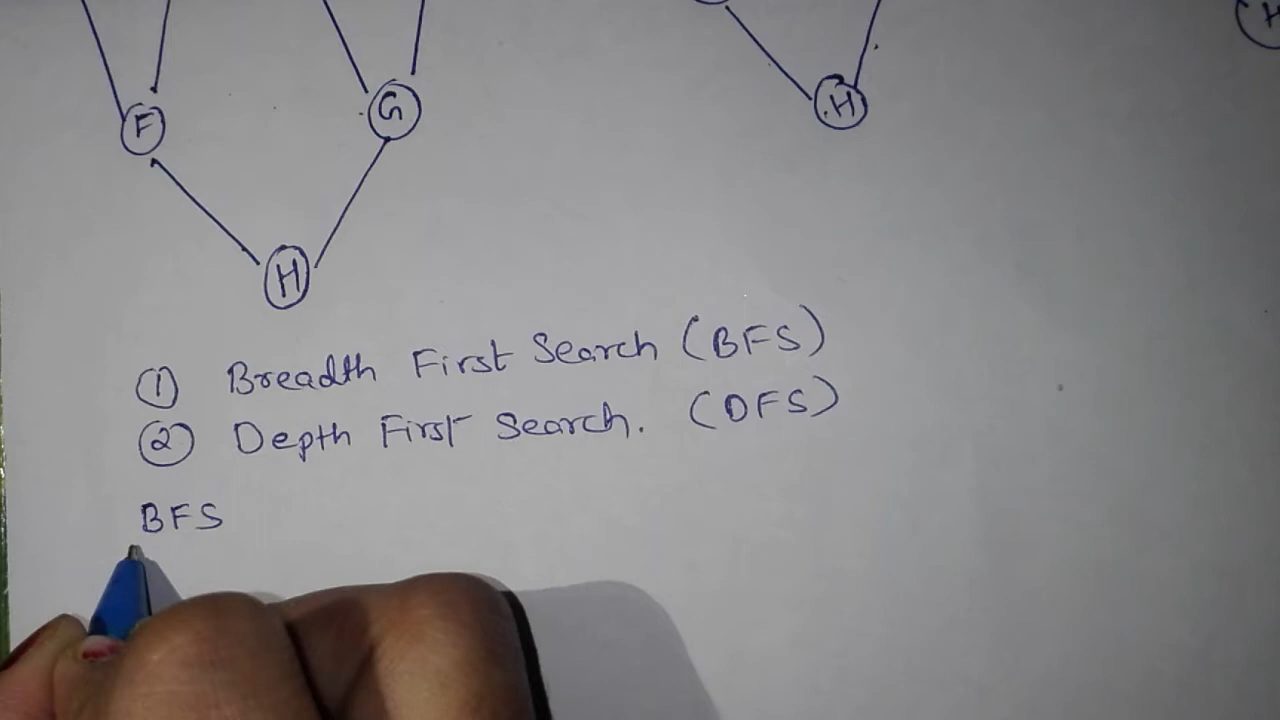 F G H H
H
① Breadth First Search (BFS)
② Depth First Search. (DFS)
BFS